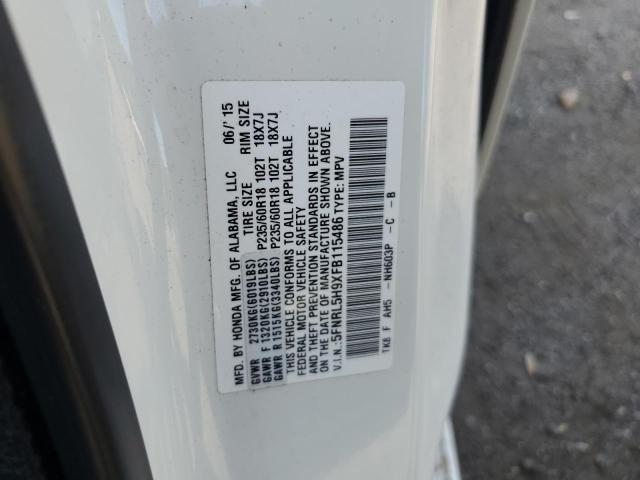 MFD. BY HONDA MFG. OF ALABAMA, LLC 06/'15
GVWR 2730KG(6019LBS) TIRE SIZE RIM SIZE
GAWR F 1320KG(2910LBS) P235/60R18 102T 18X7J
GAWR R 1515KG(3340LBS) P235/60R18 102T 18X7J
THIS VEHICLE CONFORMS TO ALL APPLICABLE
FEDERAL MOTOR VEHICLE SAFETY
AND THEFT PREVENTION STANDARDS IN EFFECT
ON THE DATE OF MANUFACTURE SHOWN ABOVE.
V.I.N.:5FNRL5H9XFB115486 TYPE: MPV
TK8 F AH5 -NH603P -C -B